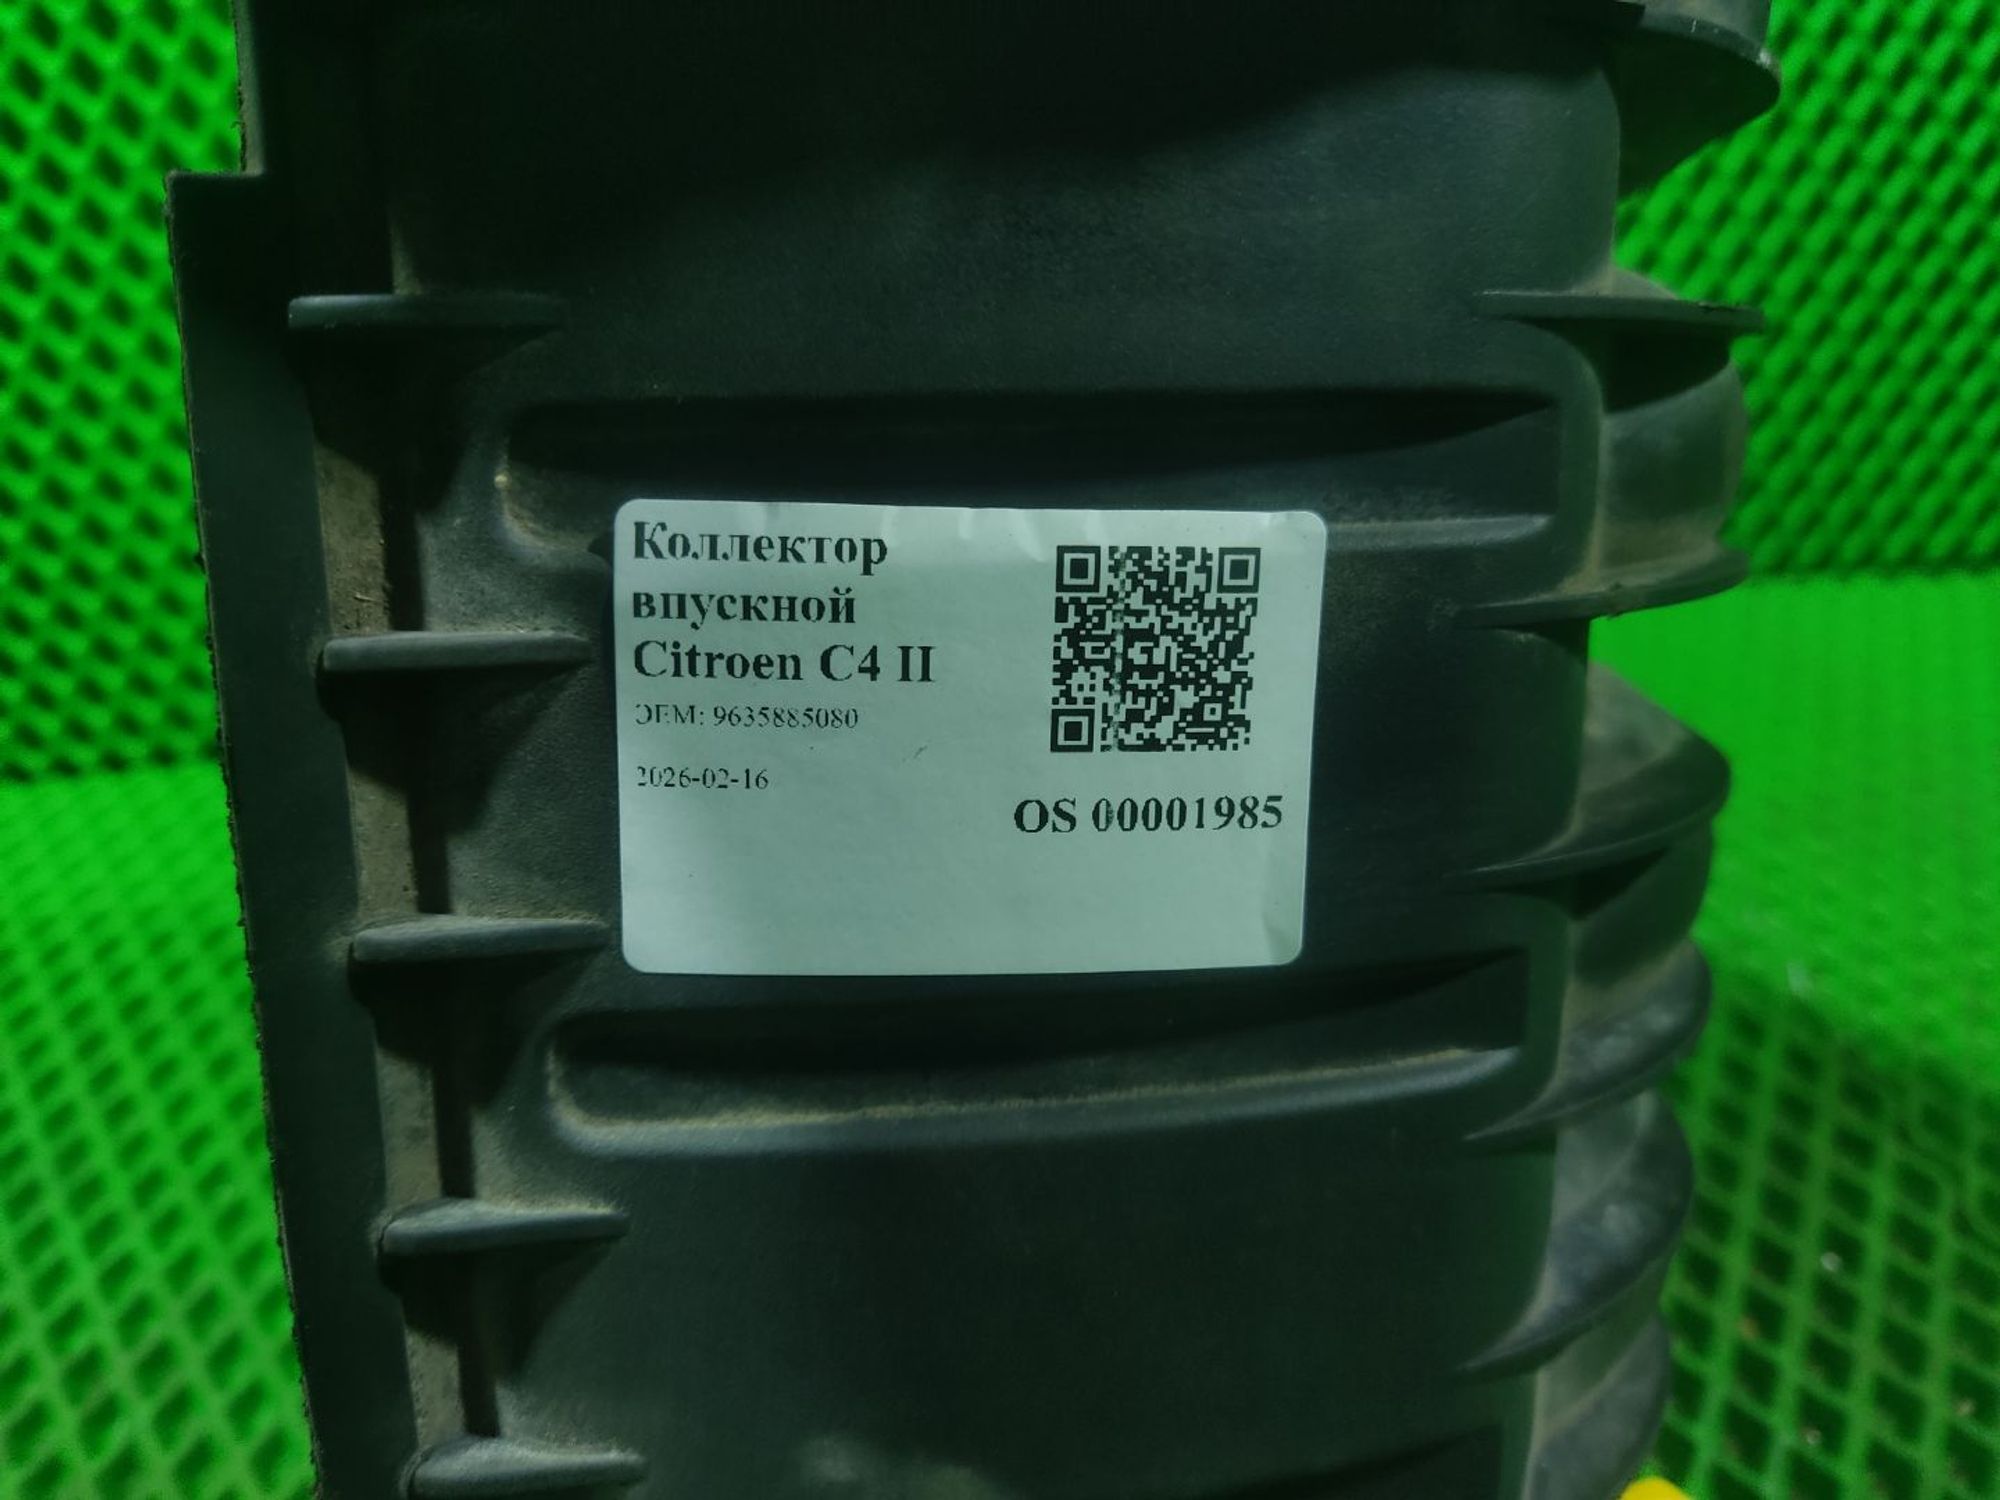 Коллектор
впускной
Citroen C4 II
OEM: 9635885080
2026-02-16
OS 00001985